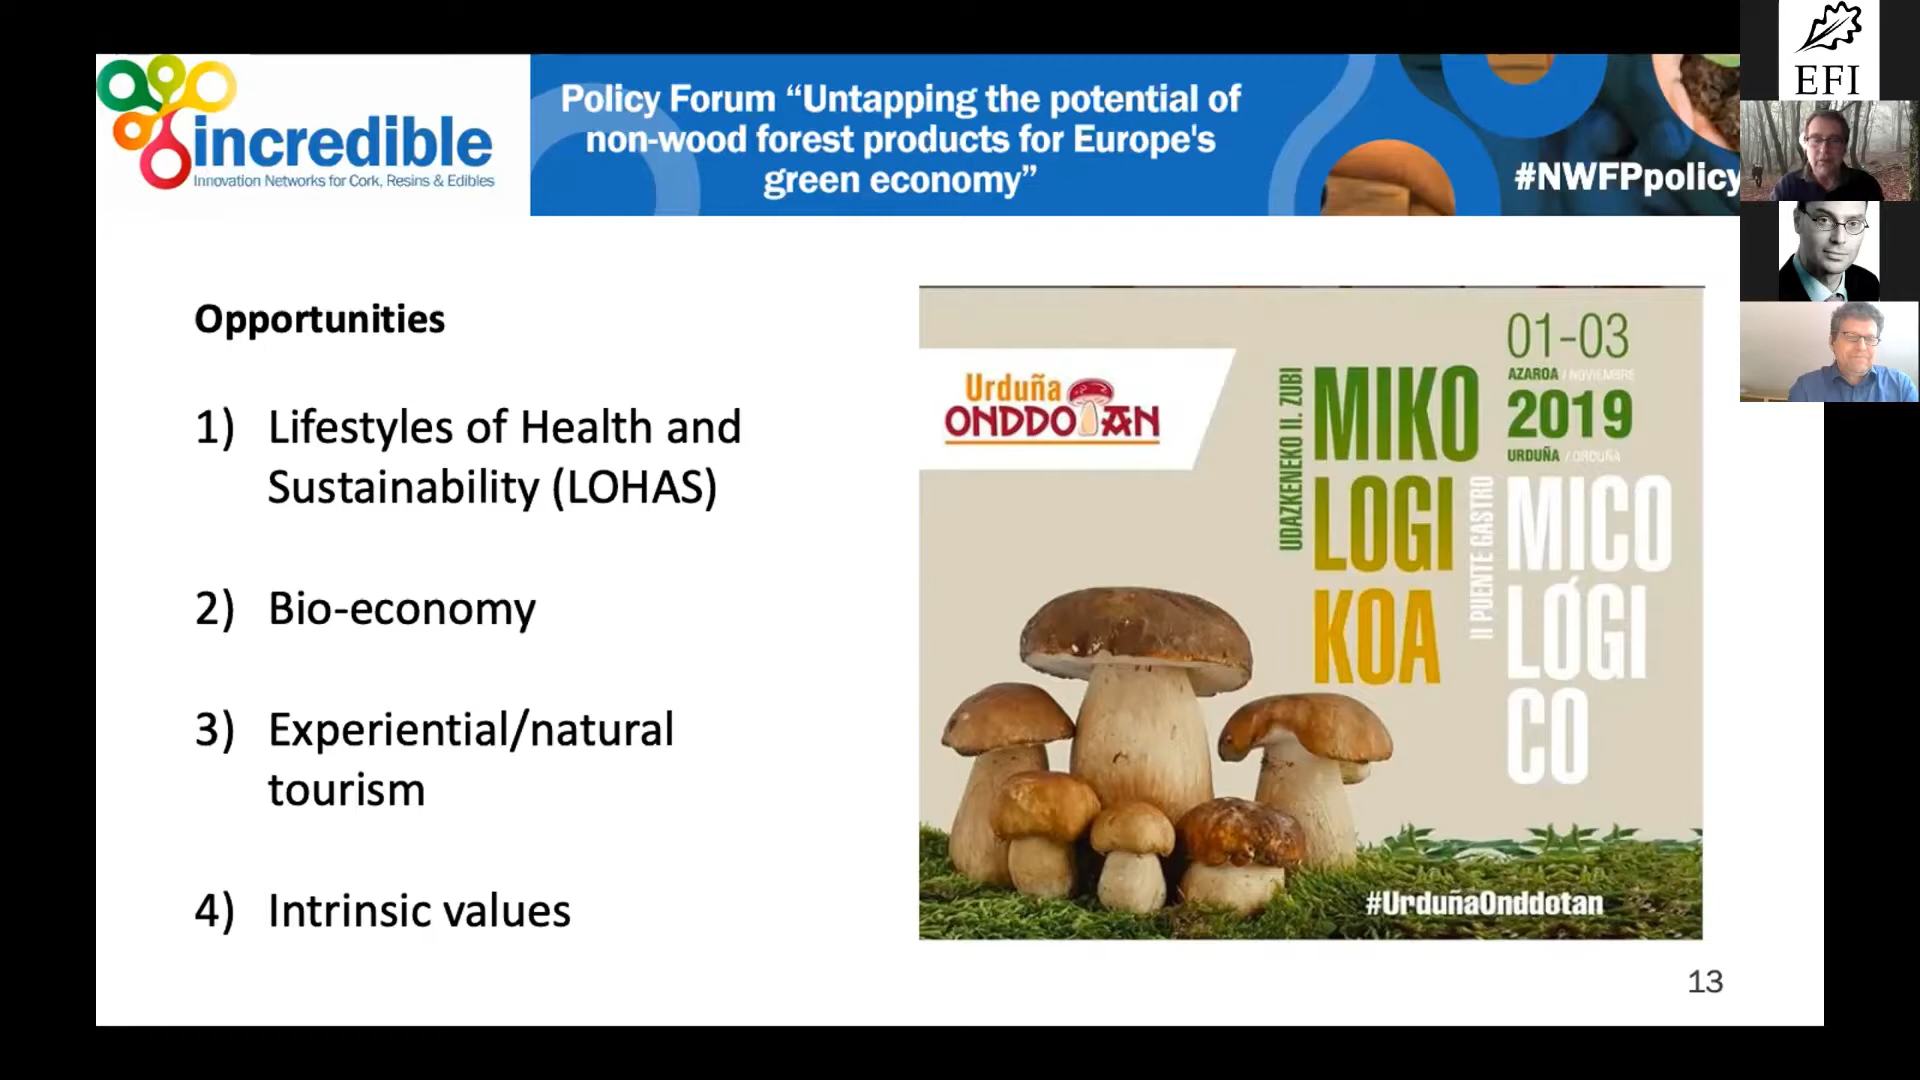 incredible
Innovation Networks for Cork, Resins & Edibles
Policy Forum “Untapping the potential of
non-wood forest products for Europe's
green economy”
#NWFPpolicy
EFI
Opportunities
1) Lifestyles of Health and
Sustainability (LOHAS)
2) Bio-economy
3) Experiential/natural
tourism
4) Intrinsic values
Urduña
ONDDOTAN
UDAZKENEKO II. ZUBI
MIKO
LOGI
KOA
01-03
AZAROA / NOVIEMBRE
2019
URDUÑA / ORDUÑA
II PUENTE GASTRO
MICO
LÓGI
CO
#UrduñaOnddotan
13